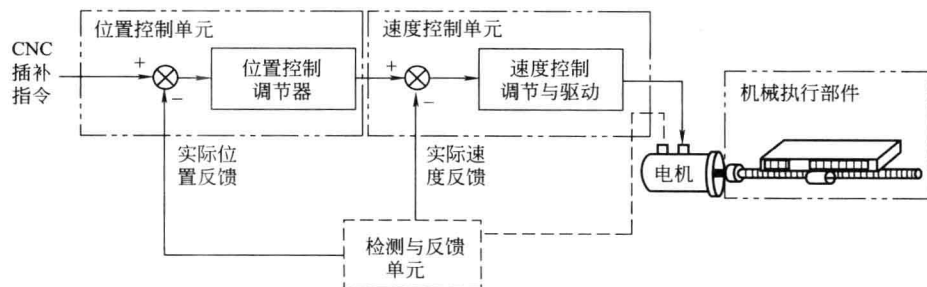 位置控制单元
速度控制单元
CNC
插补
指令
+
−
位置控制
调节器
+
−
速度控制
调节与驱动
机械执行部件
实际位
置反馈
实际速
度反馈
电机
检测与反馈
单元